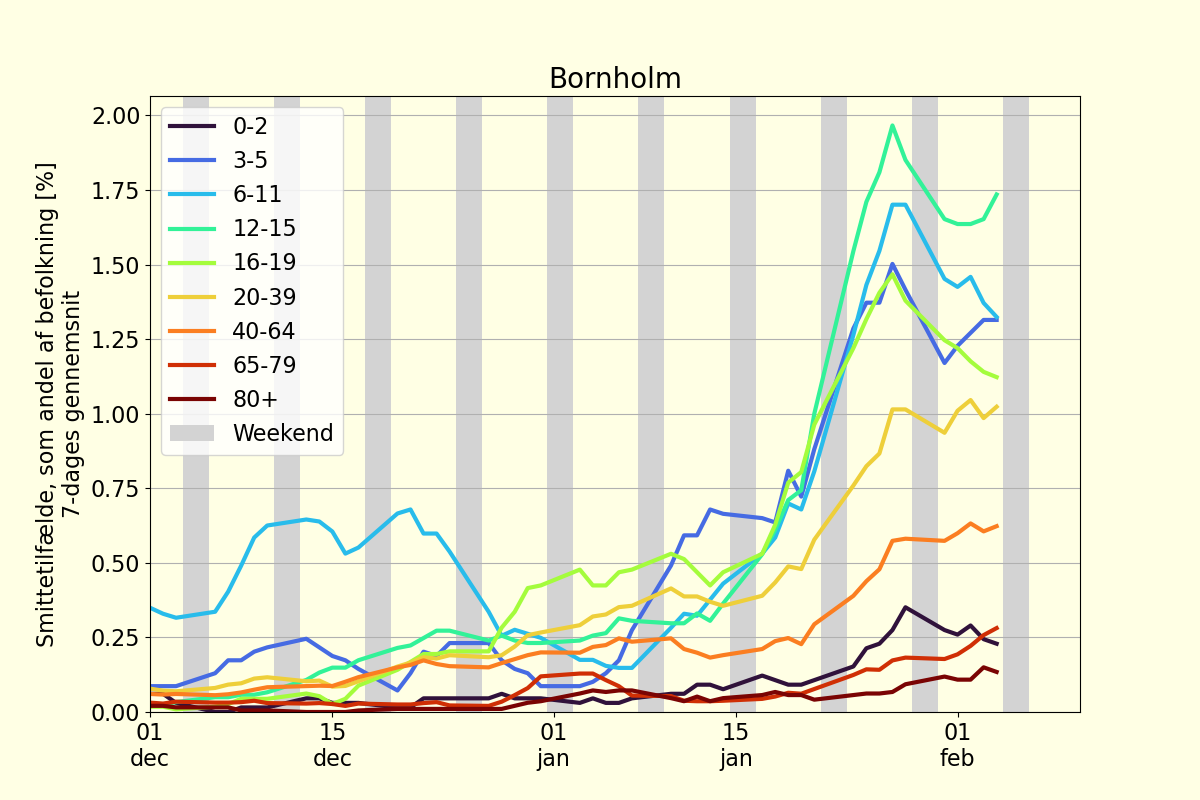 Bornholm
Smittetilfælde, som andel af befolkning [%]
7-dages gennemsnit
2.00
1.75
1.50
1.25
1.00
0.75
0.50
0.25
0.00
0-2
3-5
6-11
12-15
16-19
20-39
40-64
65-79
80+
Weekend
01
dec
15
dec
01
jan
15
jan
01
feb